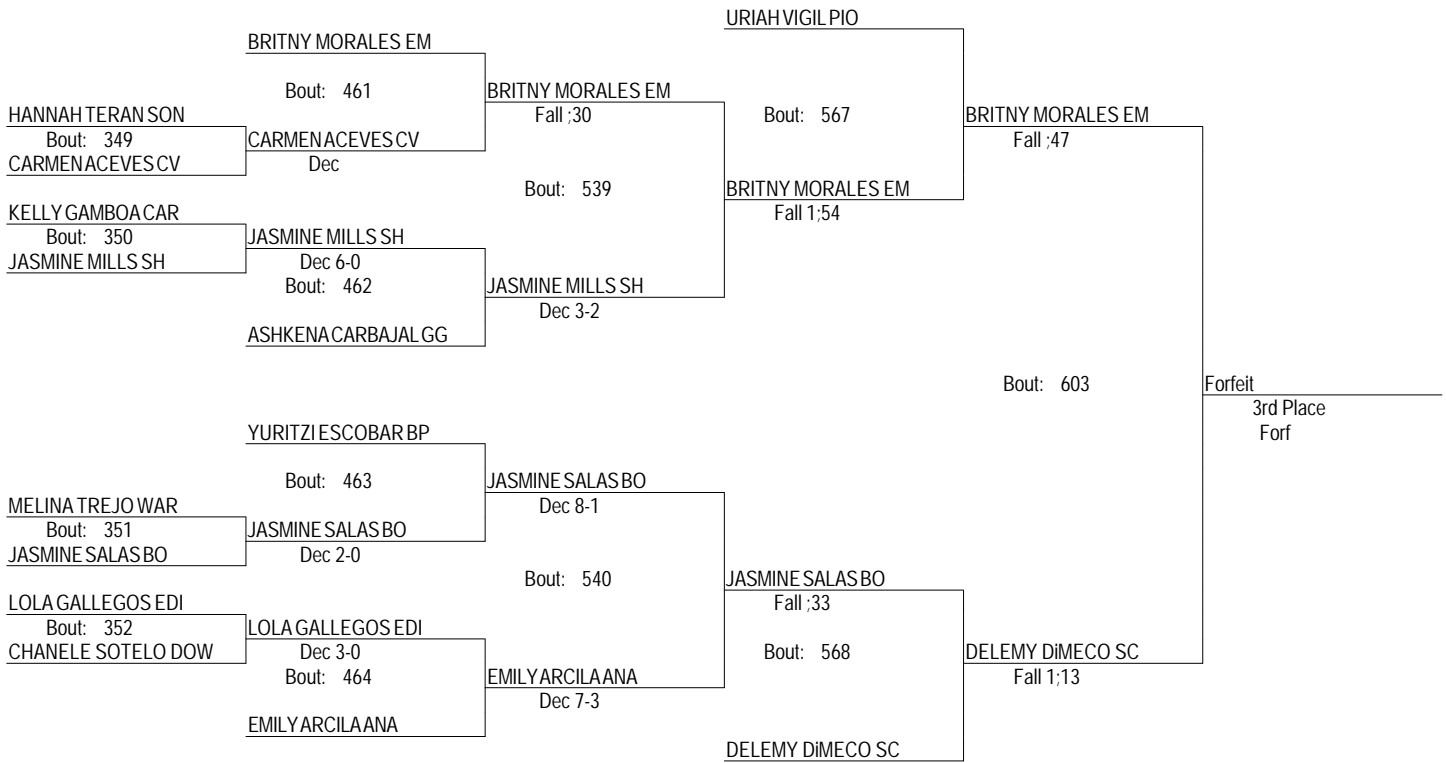 URIAH VIGIL PIO
BRITNY MORALES EM
Bout: 461
BRITNY MORALES EM
HANNAH TERAN SON
Fall ;30
Bout: 567
BRITNY MORALES EM
Bout: 349
CARMEN ACEVES CV
Fall ;47
CARMEN ACEVES CV
Dec
Bout: 539
BRITNY MORALES EM
KELLY GAMBOA CAR
Fall 1;54
Bout: 350
JASMINE MILLS SH
JASMINE MILLS SH
Dec 6-0
Bout: 462
JASMINE MILLS SH
Dec 3-2
ASHKENA CARBAJAL GG
Bout: 603
Forfeit
3rd Place
Forf
YURITZI ESCOBAR BP
Bout: 463
JASMINE SALAS BO
MELINA TREJO WAR
Dec 8-1
Bout: 351
JASMINE SALAS BO
JASMINE SALAS BO
Dec 2-0
Bout: 540
JASMINE SALAS BO
LOLA GALLEGOS EDI
Fall ;33
Bout: 352
LOLA GALLEGOS EDI
CHANELE SOTELO DOW
Dec 3-0
Bout: 568
DELEMY DiMECO SC
Bout: 464
EMILY ARCILA ANA
Fall 1;13
Dec 7-3
EMILY ARCILA ANA
DELEMY DiMECO SC